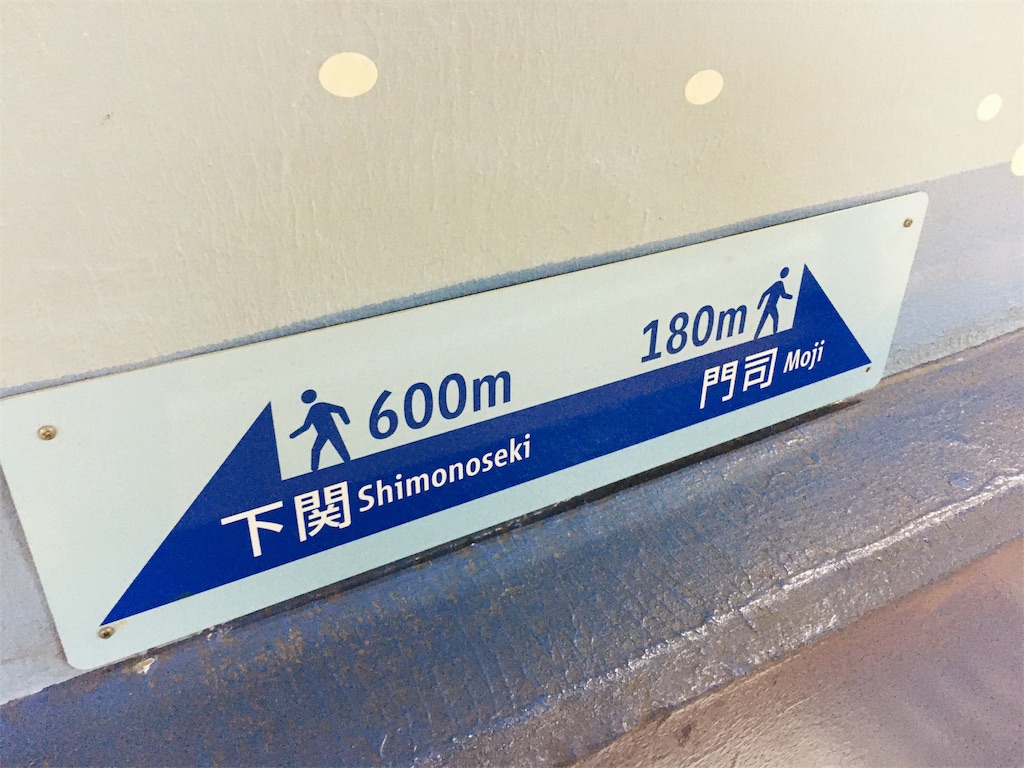 600m
下関 Shimonoseki
180m
門司 Moji